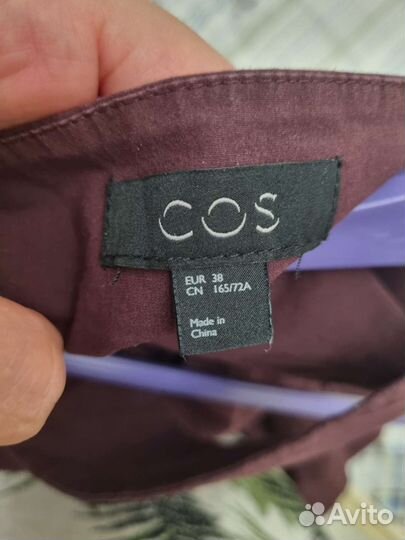 COS
EUR 38
CN 165/72A
Made in
China
Avito